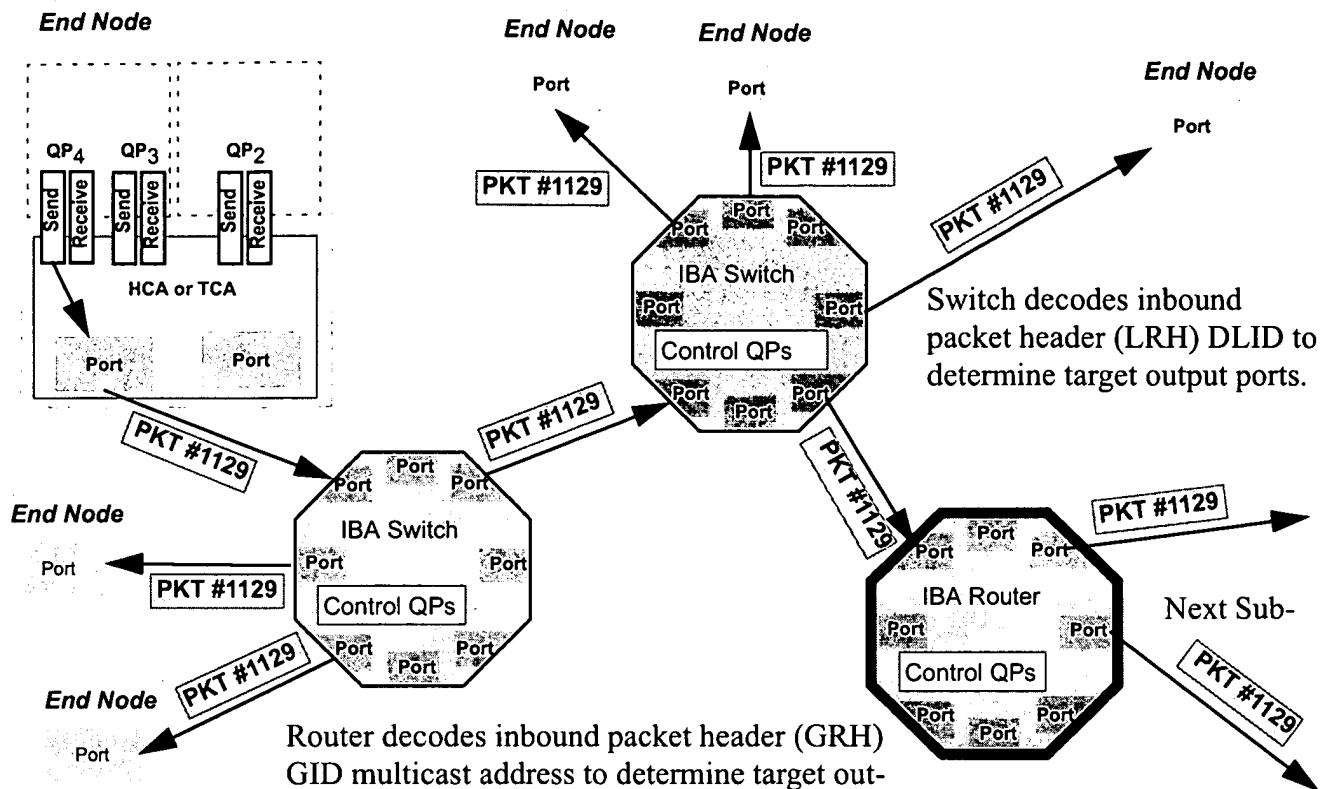 End Node
End Node
End Node
End Node
Port
Port
Port
QP4
QP3
QP2
Send
Receive
Send
Receive
Send
Receive
HCA or TCA
Port
Port
PKT #1129
PKT #1129
PKT #1129
Port
Port
Port
IBA Switch
Port
Port
Control QPs
Port
Port
Port
Switch decodes inbound
packet header (LRH) DLID to
determine target output ports.
PKT #1129
PKT #1129
PKT #1129
Port
Port
Port
IBA Switch
Port
Port
Control QPs
Port
Port
Port
End Node
Port
PKT #1129
PKT #1129
End Node
Port
Port
Port
Port
IBA Router
Port
Port
Control QPs
Port
Port
Port
PKT #1129
Next Sub-
PKT #1129
Router decodes inbound packet header (GRH)
GID multicast address to determine target out-